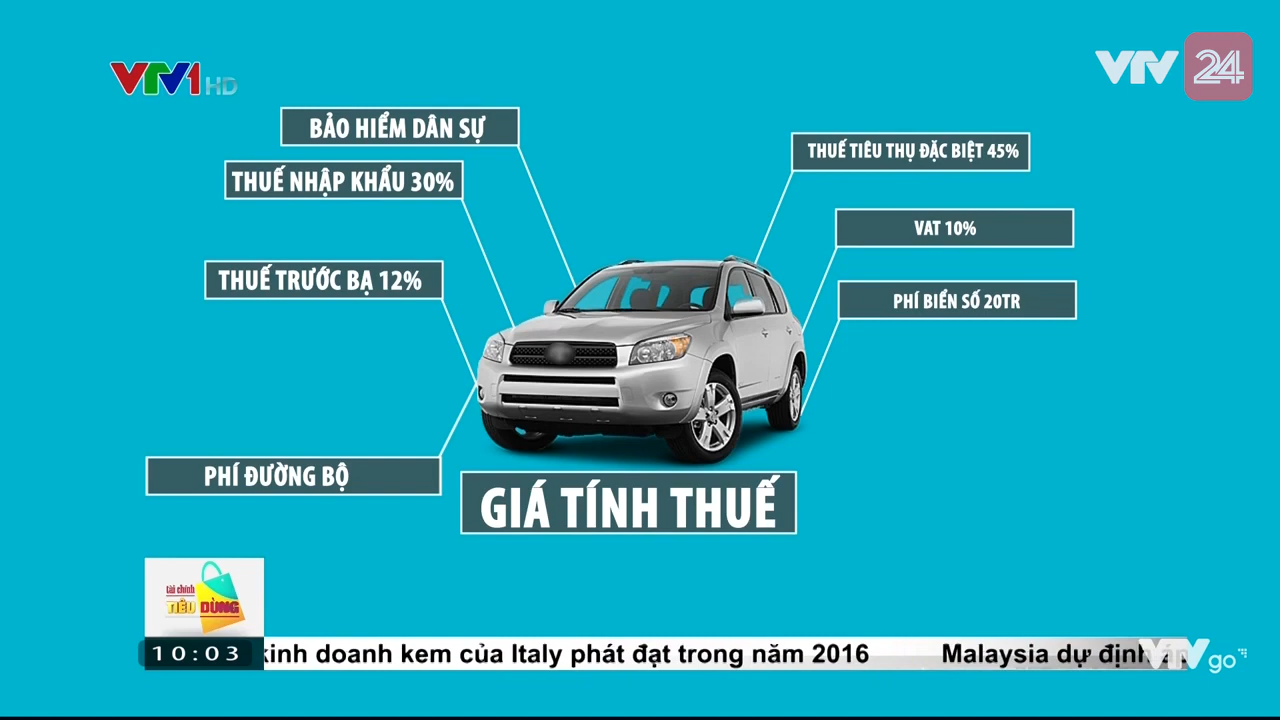 VTV1 HD
VTV 24
BẢO HIỂM DÂN SỰ
THUẾ TIÊU THỤ ĐẶC BIỆT 45%
THUẾ NHẬP KHẨU 30%
VAT 10%
THUẾ TRƯỚC BẠ 12%
PHÍ BIỂN SỐ 20TR
PHÍ ĐƯỜNG BỘ
GIÁ TÍNH THUẾ
tài chính
TIÊU DÙNG
10:03
kinh doanh kem của Italy phát đạt trong năm 2016 Malaysia dự định
VTV go